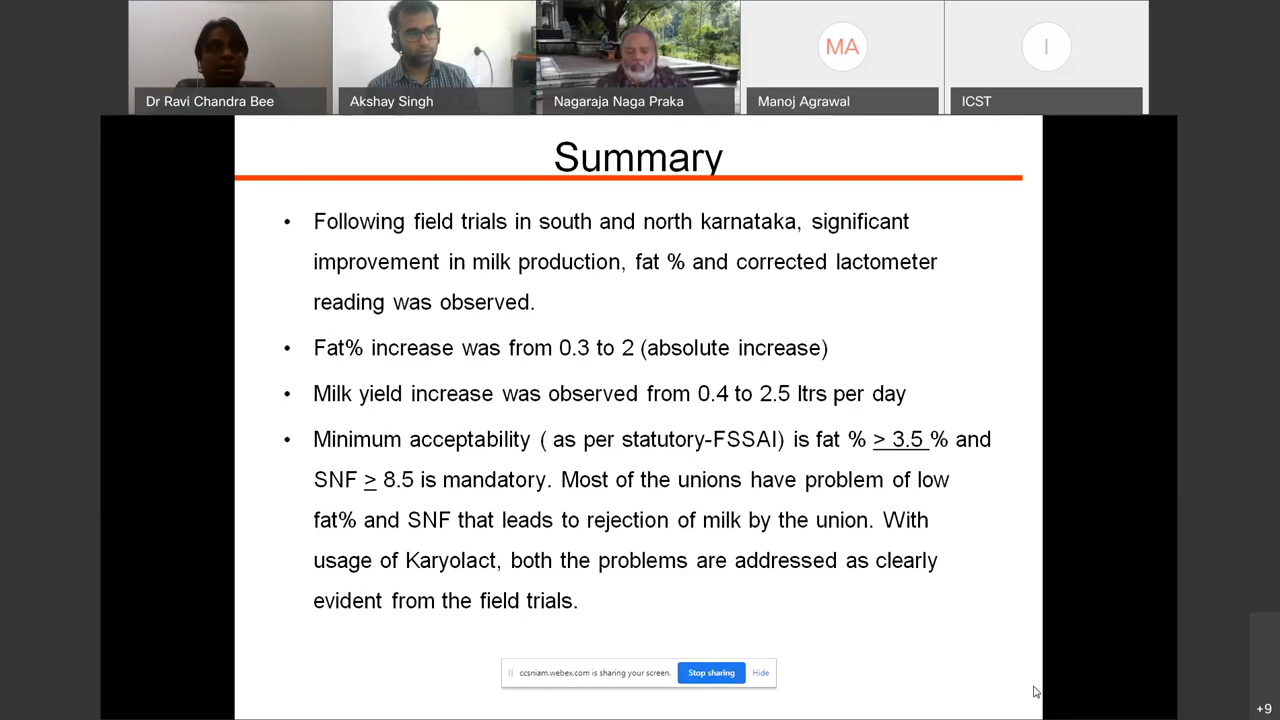 MA
I
Dr Ravi Chandra Bee
Akshay Singh
Nagaraja Naga Praka
Manoj Agrawal
ICST
Summary
• Following field trials in south and north karnataka, significant
improvement in milk production, fat % and corrected lactometer
reading was observed.
• Fat% increase was from 0.3 to 2 (absolute increase)
• Milk yield increase was observed from 0.4 to 2.5 ltrs per day
• Minimum acceptability ( as per statutory-FSSAI) is fat % > 3.5 % and
SNF > 8.5 is mandatory. Most of the unions have problem of low
fat% and SNF that leads to rejection of milk by the union. With
usage of Karyolact, both the problems are addressed as clearly
evident from the field trials.
ccsniam.webex.com is sharing your screen. Stop sharing Hide
+9